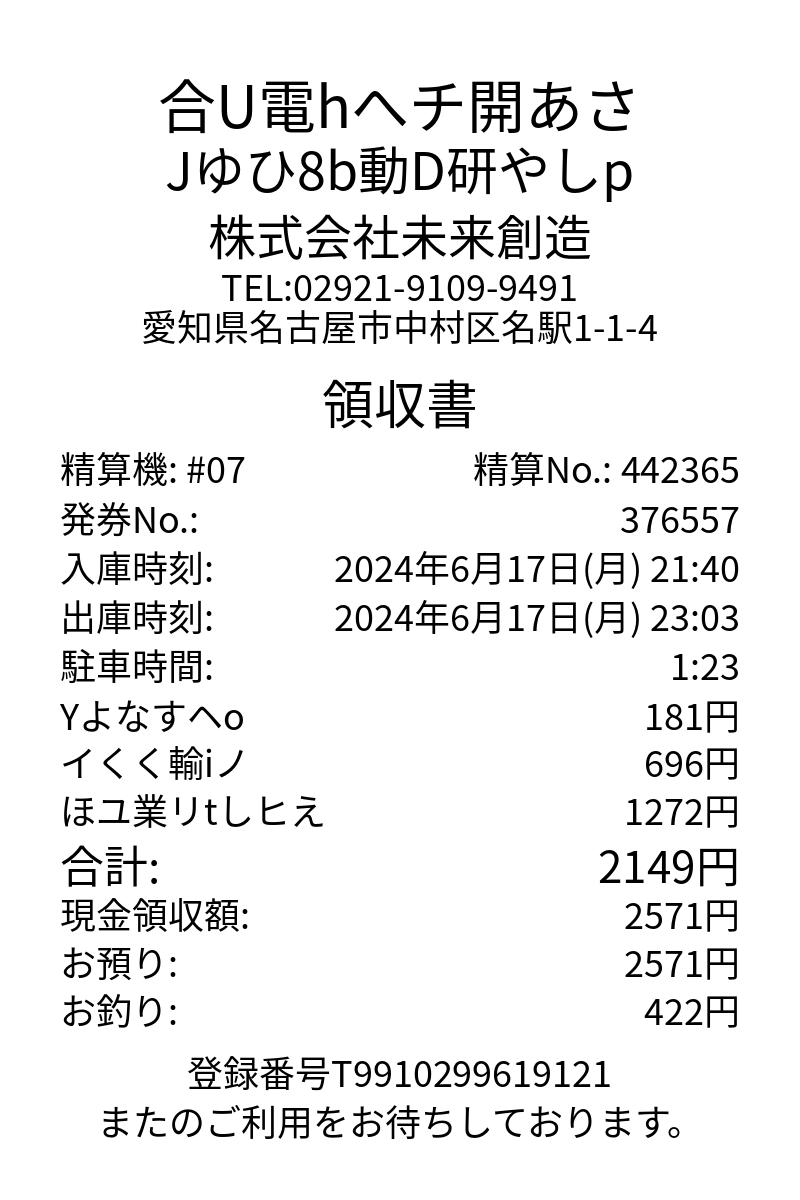 合U電hヘチ開あさ
Jゆひ8b動D研やしp
株式会社未来創造
TEL:02921-9109-9491
愛知県名古屋市中村区名駅1-1-4
領収書
精算機: #07 精算No.: 442365
発券No.: 376557
入庫時刻: 2024年6月17日(月) 21:40
出庫時刻: 2024年6月17日(月) 23:03
駐車時間: 1:23
Yよなすへo 181円
イくく輸iノ 696円
ほユ業リtしヒえ 1272円
合計: 2149円
現金領収額: 2571円
お預り: 2571円
お釣り: 422円
登録番号T9910299619121
またのご利用をお待ちしております。